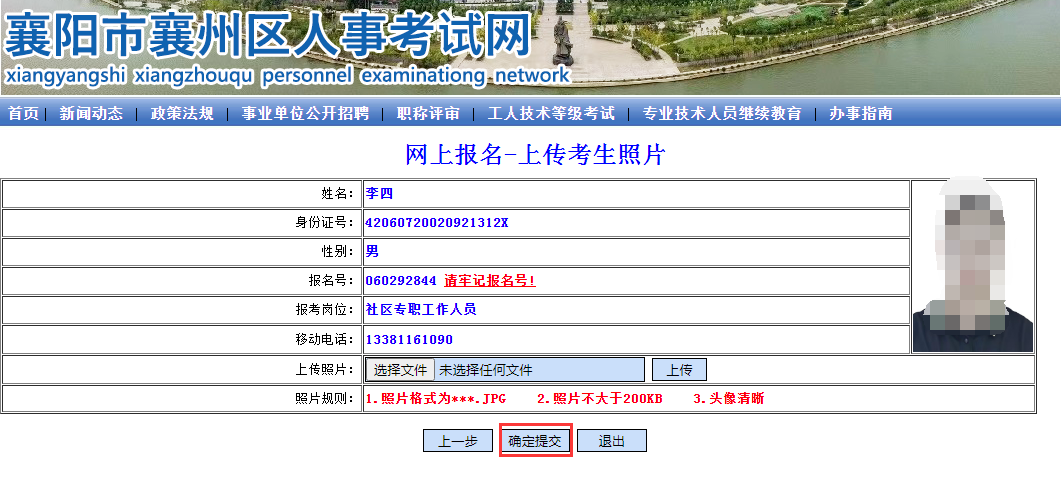 襄阳市襄州区人事考试网
xiangyangshi xiangzhouqu personnel examinationg network
首页 | 新闻动态 | 政策法规 | 事业单位公开招聘 | 职称评审 | 工人技术等级考试 | 专业技术人员继续教育 | 办事指南
网上报名-上传考生照片
姓名: 李四
身份证号: 42060720020921312X
性别: 男
报名号: 060292844 请牢记报名号!
报考岗位: 社区专职工作人员
移动电话: 13381161090
上传照片: 选择文件 未选择任何文件 上传
照片规则: 1.照片格式为***.JPG 2.照片不大于200KB 3.头像清晰
上一步 确定提交 退出